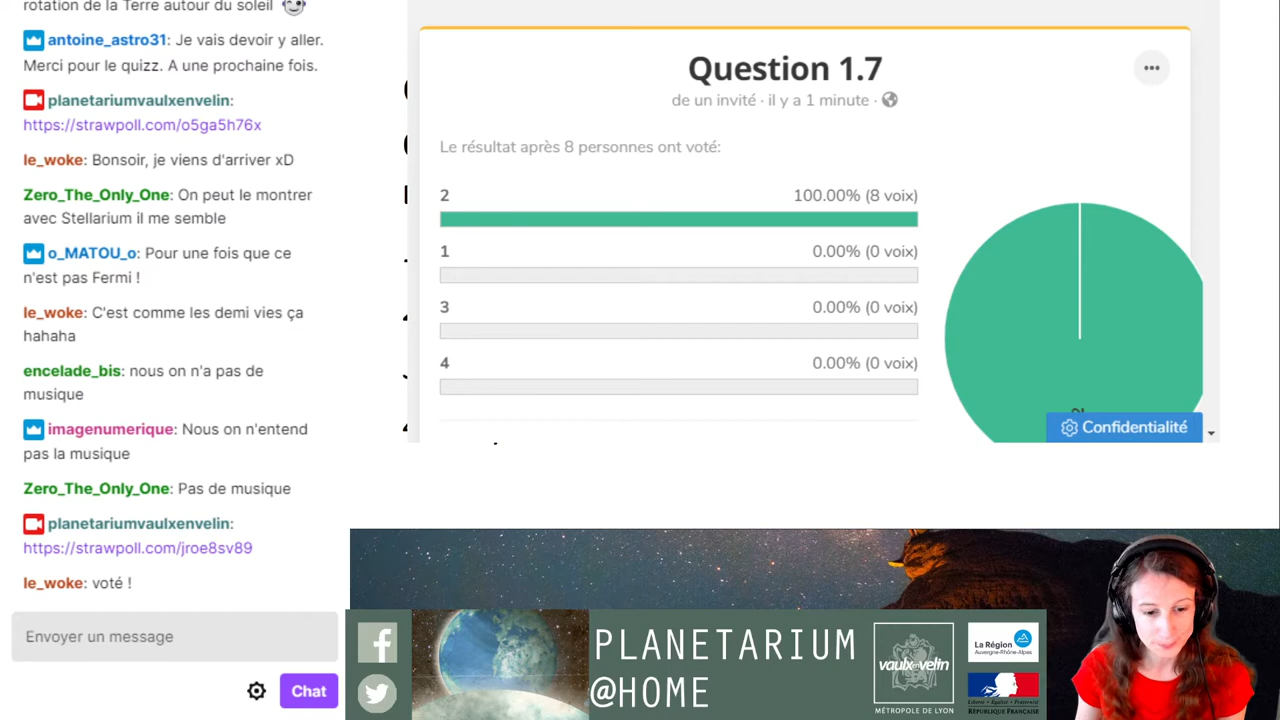 rotation de la Terre autour du soleil
antoine_astro31: Je vais devoir y aller.
Merci pour le quizz. A une prochaine fois.
planetariumvaulxenvelin:
https://strawpoll.com/o5ga5h76x
le_woke: Bonsoir, je viens d'arriver xD
Zero_The_Only_One: On peut le montrer
avec Stellarium il me semble
o_MATOU_o: Pour une fois que ce
n'est pas Fermi !
le_woke: C'est comme les demi vies ça
hahaha
encelade_bis: nous on n'a pas de
musique
imagenumerique: Nous on n'entend
pas la musique
Zero_The_Only_One: Pas de musique
planetariumvaulxenvelin:
https://strawpoll.com/jroe8sv89
le_woke: voté !
Envoyer un message
Chat
Question 1.7
de un invité · il y a 1 minute ·
Le résultat après 8 personnes ont voté:
2 100.00% (8 voix)
1 0.00% (0 voix)
3 0.00% (0 voix)
4 0.00% (0 voix)
Confidentialité
PLANETARIUM
@HOME
vaulx-en-velin
MÉTROPOLE DE LYON
La Région
Auvergne-Rhône-Alpes
Liberté • Égalité • Fraternité
RÉPUBLIQUE FRANÇAISE